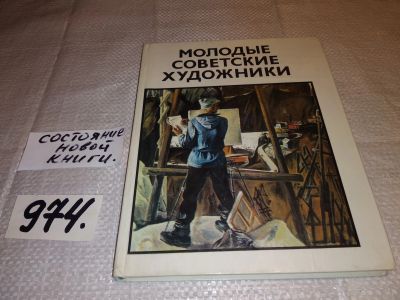 МОЛОДЫЕ
СОВЕТСКИЕ
ХУДОЖНИКИ
СОСТОЯНИЕ
НОВОЙ
КНИГИ.
974.